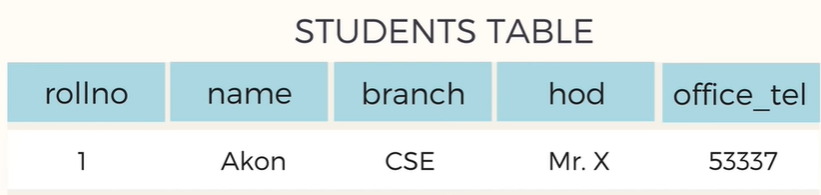 STUDENTS TABLE
rollno name branch hod office_tel
1 Akon CSE Mr. X 53337